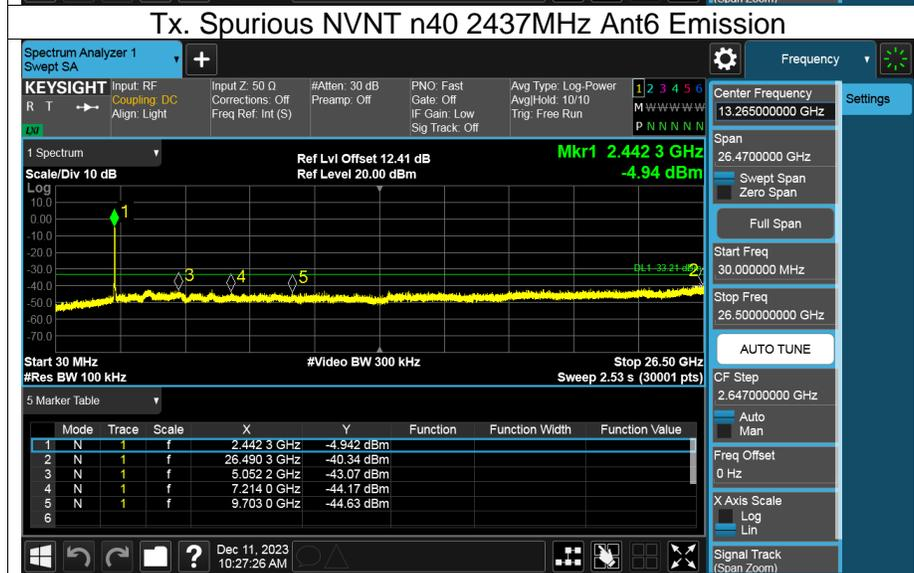 (Span Zoom)
Tx. Spurious NVNT n40 2437MHz Ant6 Emission
Spectrum Analyzer 1
Swept SA
+
Frequency
KEYSIGHT
R T
LXI
Input: RF
Coupling: DC
Align: Light
Input Z: 50 Ω
Corrections: Off
Freq Ref: Int (S)
#Atten: 30 dB
Preamp: Off
PNO: Fast
Gate: Off
IF Gain: Low
Sig Track: Off
Avg Type: Log-Power
Avg|Hold: 10/10
Trig: Free Run
1 2 3 4 5 6
M W W W W W
P N N N N N
Center Frequency
13.265000000 GHz
Settings
1 Spectrum
Scale/Div 10 dB
Ref Lvl Offset 12.41 dB
Ref Level 20.00 dBm
Mkr1 2.442 3 GHz
-4.94 dBm
Span
26.4700000 GHz
Swept Span
Zero Span
Log
10.0
0.00
-10.0
-20.0
-30.0
-40.0
-50.0
-60.0
-70.0
1
3
4
5
2
DL1 -33.21 dBm
Full Span
Start Freq
30.000000 MHz
Stop Freq
26.500000000 GHz
AUTO TUNE
Start 30 MHz
#Video BW 300 kHz
Stop 26.50 GHz
#Res BW 100 kHz
Sweep 2.53 s (30001 pts)
CF Step
2.647000000 GHz
Auto
Man
5 Marker Table
Mode Trace Scale X Y Function Function Width Function Value
1 N 1 f 2.442 3 GHz -4.942 dBm
2 N 1 f 26.490 3 GHz -40.34 dBm
3 N 1 f 5.052 2 GHz -43.07 dBm
4 N 1 f 7.214 0 GHz -44.17 dBm
5 N 1 f 9.703 0 GHz -44.63 dBm
6
Freq Offset
0 Hz
X Axis Scale
Log
Lin
?
Dec 11, 2023
10:27:26 AM
Signal Track
(Span Zoom)